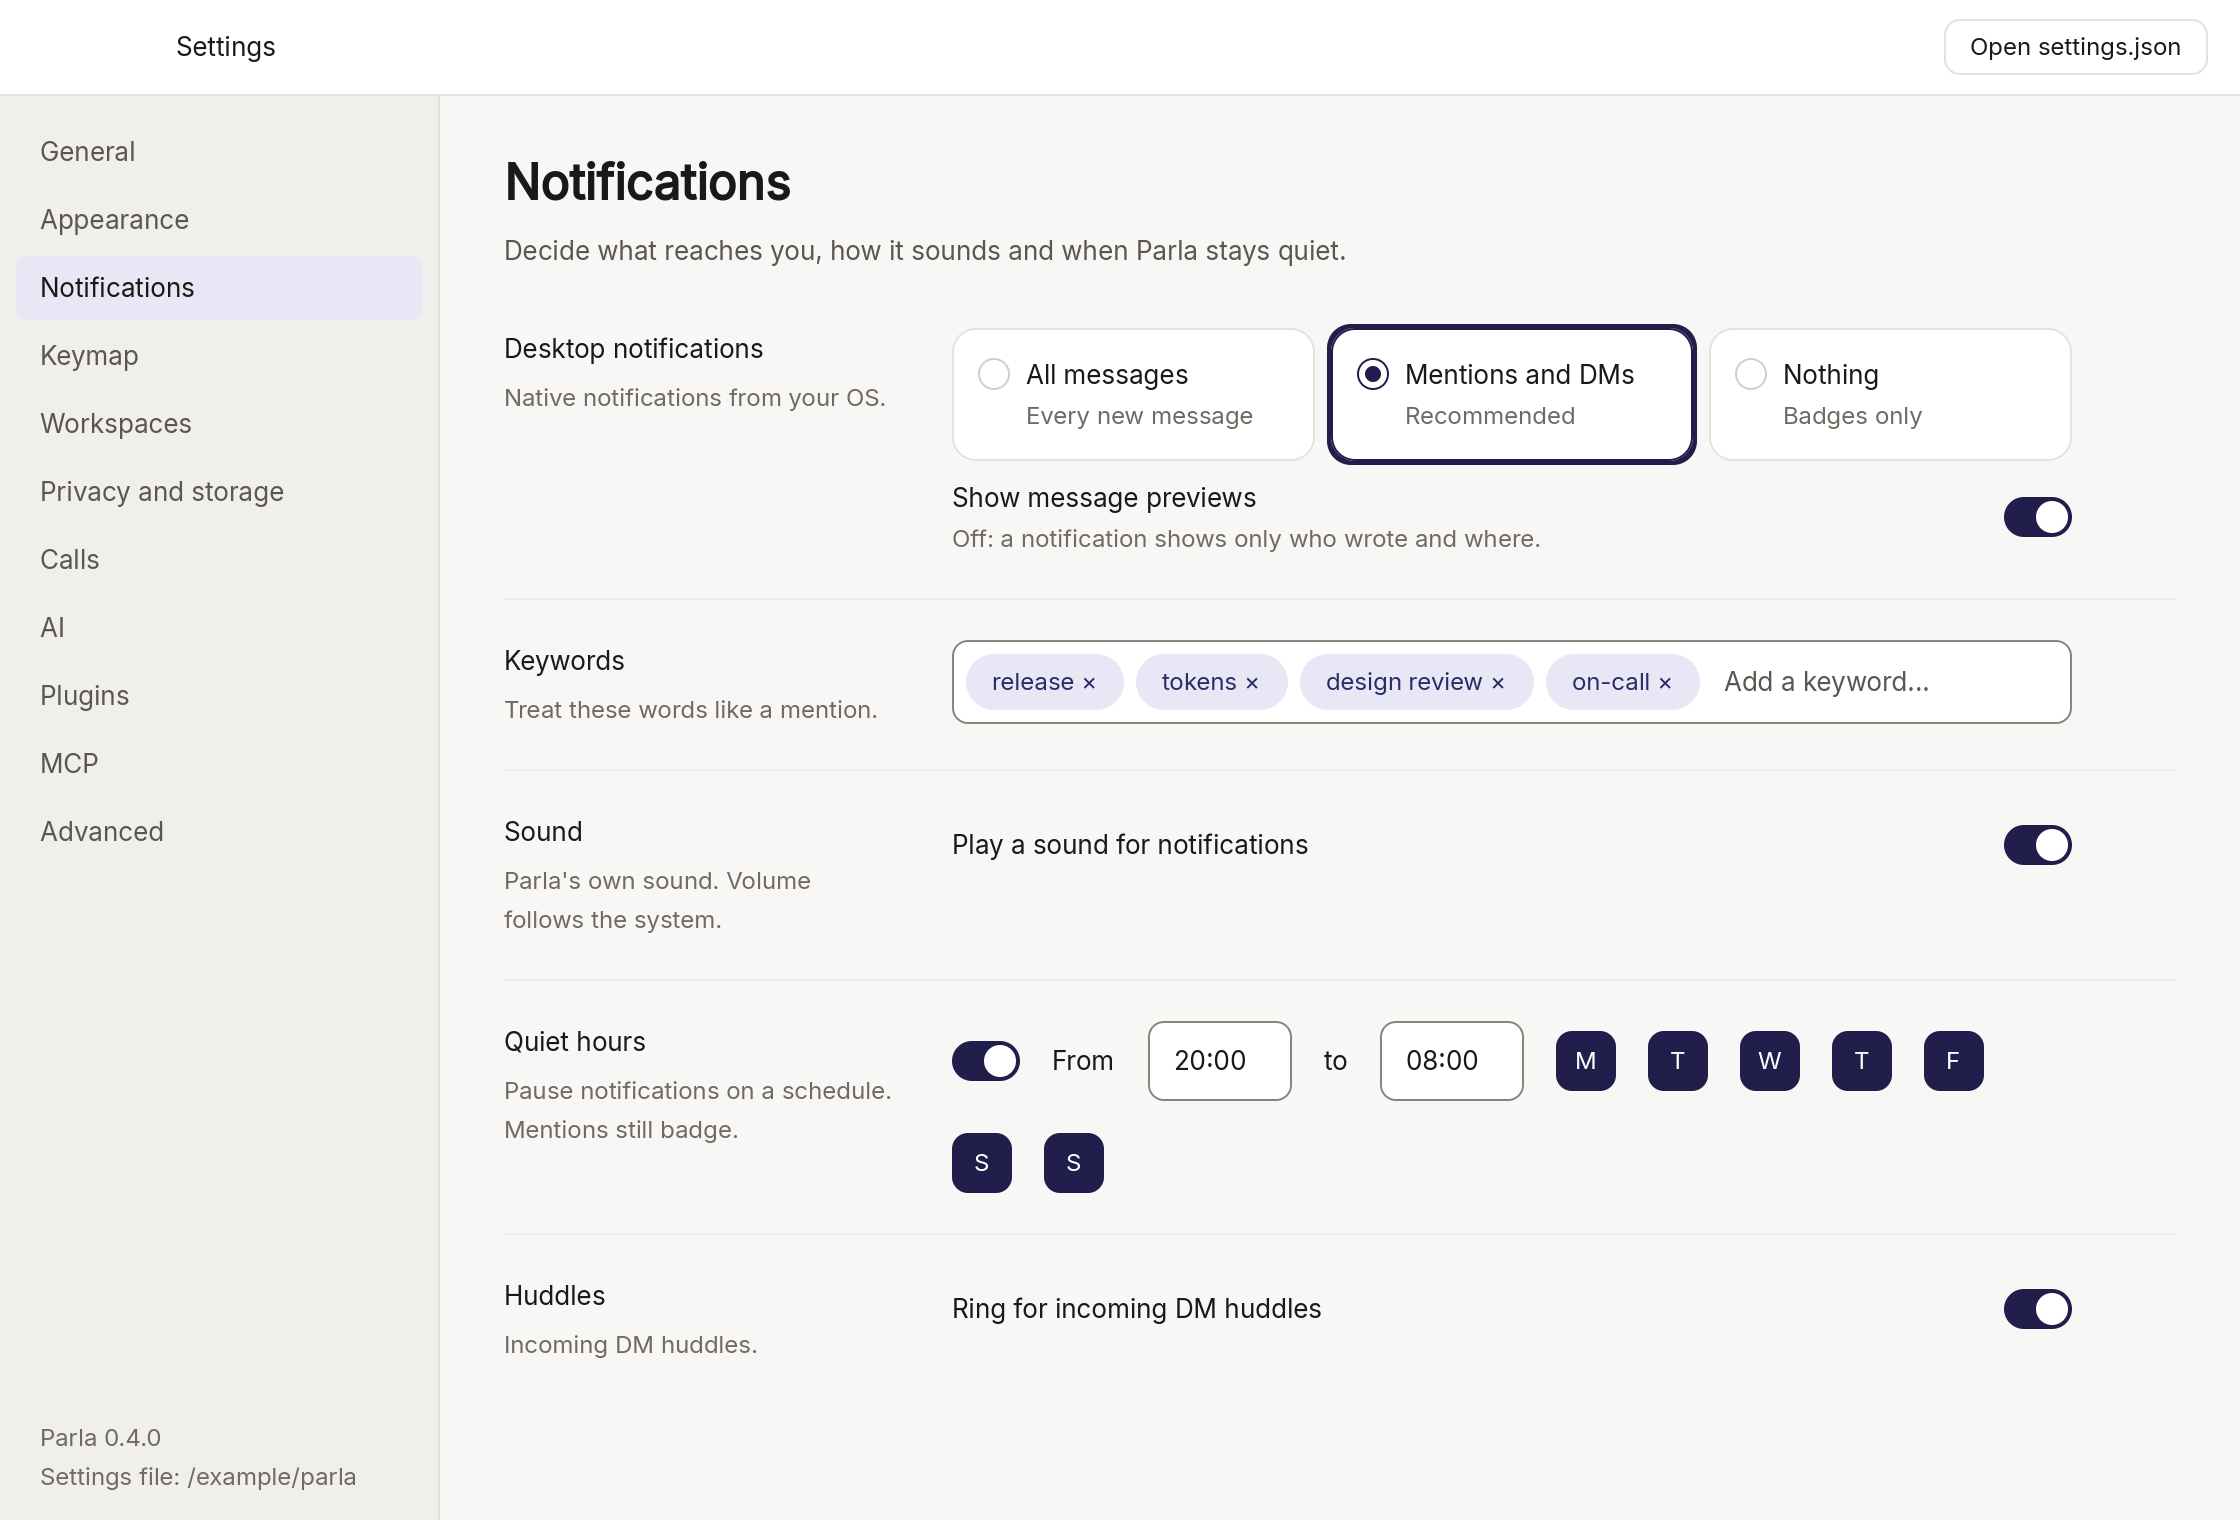 Settings
Open settings.json
General
Appearance
Notifications
Keymap
Workspaces
Privacy and storage
Calls
AI
Plugins
MCP
Advanced
Parla 0.4.0
Settings file: /example/parla
Notifications
Decide what reaches you, how it sounds and when Parla stays quiet.
Desktop notifications
Native notifications from your OS.
All messages
Every new message
Mentions and DMs
Recommended
Nothing
Badges only
Show message previews
Off: a notification shows only who wrote and where.
Keywords
Treat these words like a mention.
release × tokens × design review × on-call × Add a keyword...
Sound
Parla's own sound. Volume
follows the system.
Play a sound for notifications
Quiet hours
Pause notifications on a schedule.
Mentions still badge.
From 20:00 to 08:00 M T W T F
S S
Huddles
Incoming DM huddles.
Ring for incoming DM huddles